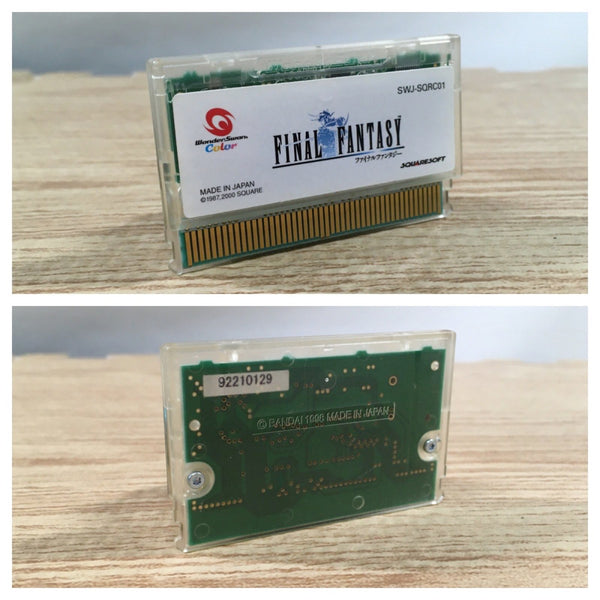 SWJ-SQRC01
WonderSwan
Color
FINAL FANTASY
ファイナルファンタジー
MADE IN JAPAN
©1987,2000 SQUARE
SQUARESOFT
92210129
© BANDAI 1998 MADE IN JAPAN